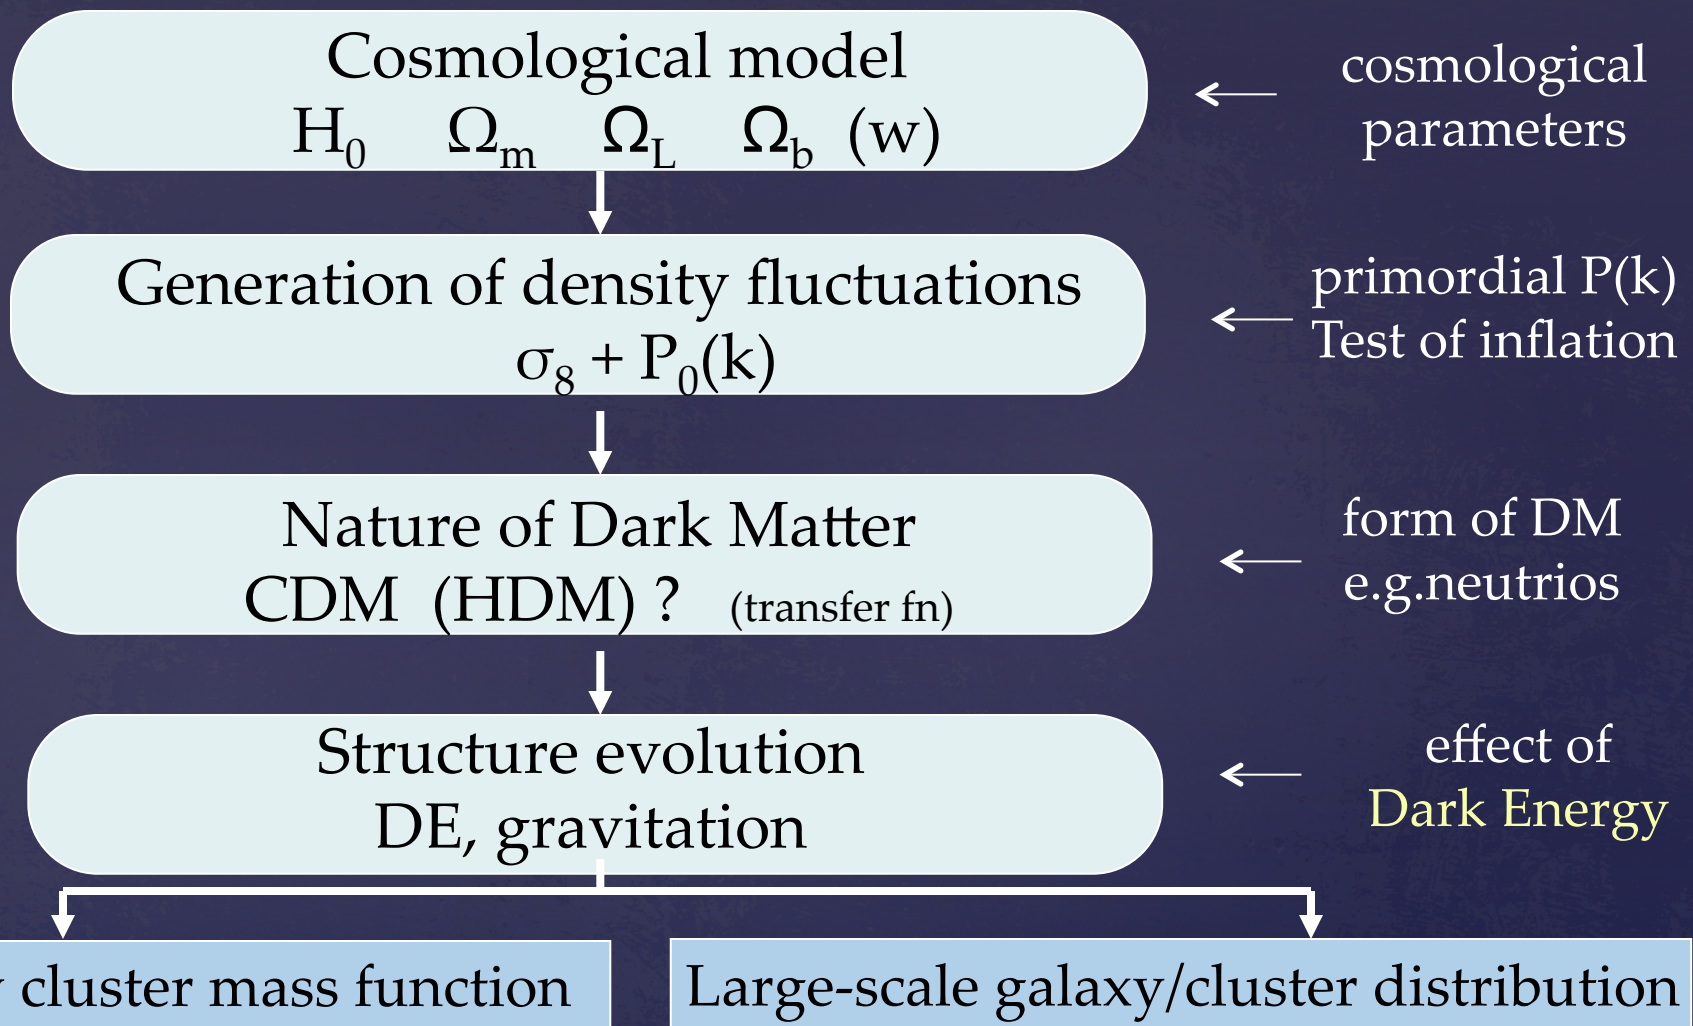 Cosmological model
H₀ Ωₘ Ω_L Ω_b (w)
cosmological
parameters
Generation of density fluctuations
σ₈ + P₀(k)
primordial P(k)
Test of inflation
Nature of Dark Matter
CDM (HDM) ? (transfer fn)
form of DM
e.g.neutrios
Structure evolution
DE, gravitation
effect of
Dark Energy
cluster mass function
Large-scale galaxy/cluster distribution